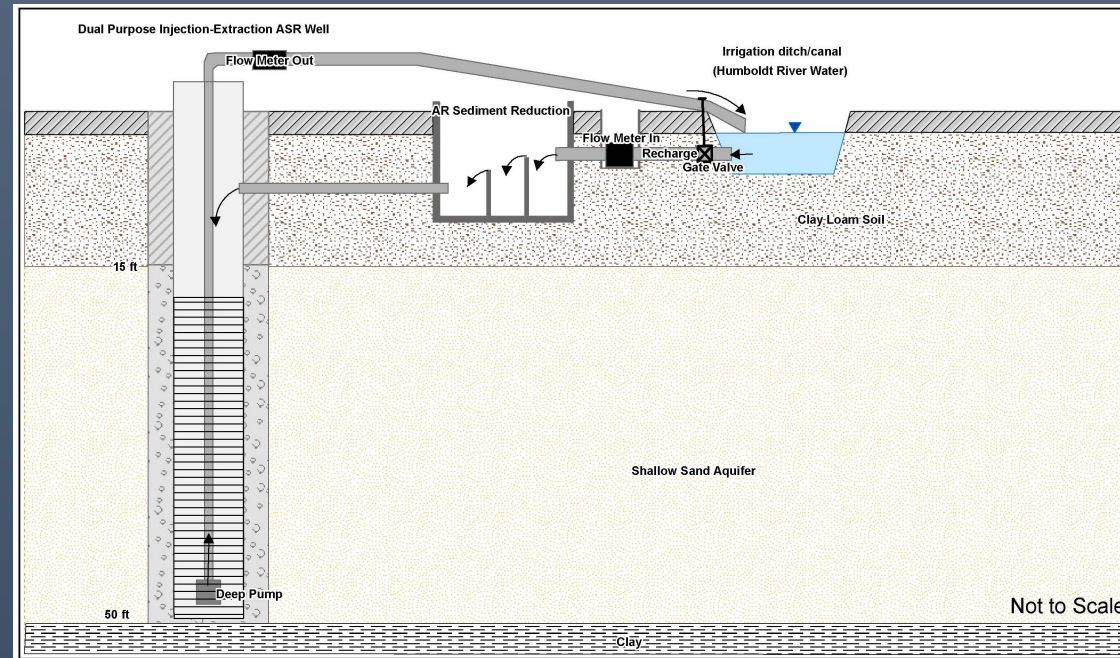 Dual Purpose Injection-Extraction ASR Well
Irrigation ditch/canal
(Humboldt River Water)
Flow Meter Out
AR Sediment Reduction
Flow Meter In
Recharge
Gate Valve
Clay Loam Soil
15 ft
Shallow Sand Aquifer
Deep Pump
50 ft
Not to Scale
Clay